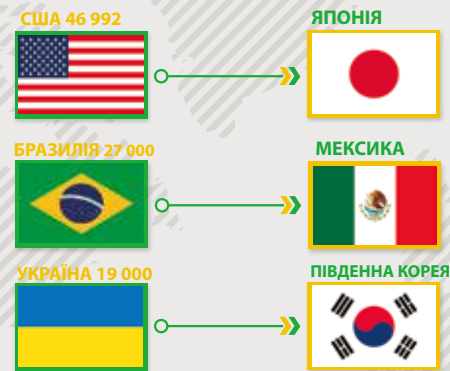 США 46 992
ЯПОНІЯ
БРАЗИЛІЯ 27 000
МЕКСИКА
УКРАЇНА 19 000
ПІВДЕННА КОРЕЯ